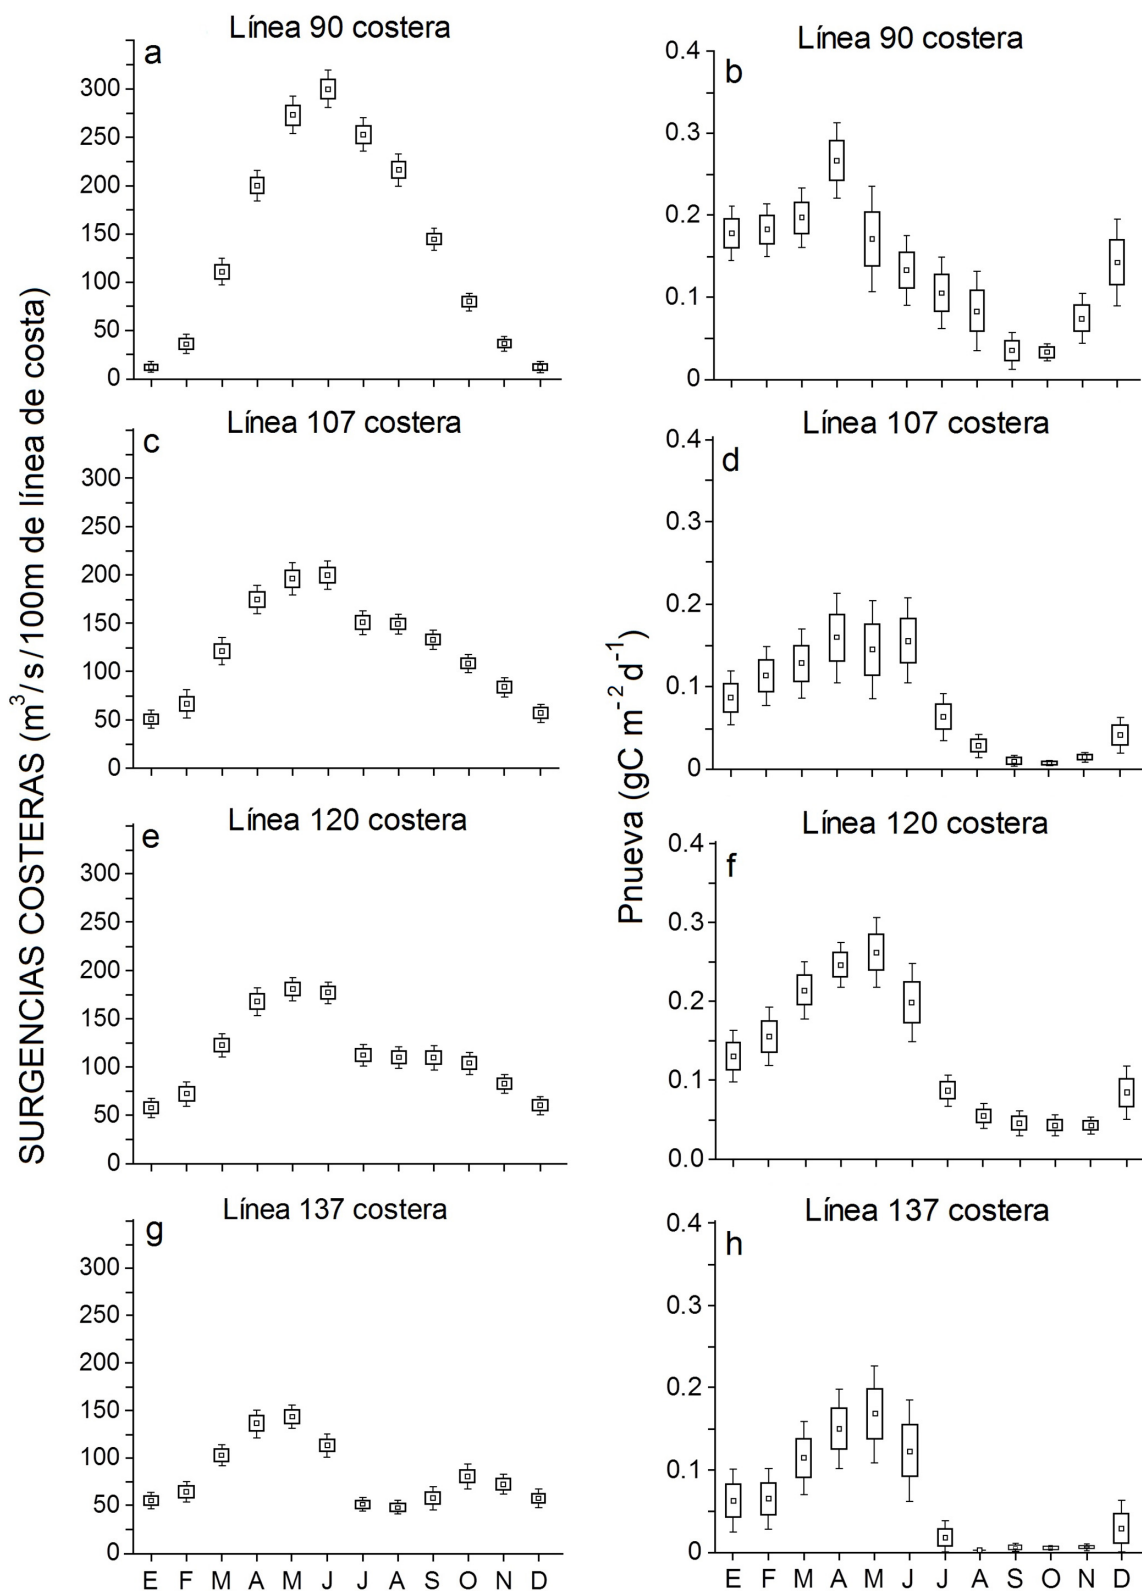 Línea 90 costera
Línea 90 costera
a
300
250
200
150
100
50
0
b
0.4
0.3
0.2
0.1
0
Línea 107 costera
Línea 107 costera
c
300
250
200
150
100
50
0
d
0.4
0.3
0.2
0.1
0
SURGENCIAS COSTERAS (m³/s/100m de línea de costa)
Pnueva (gC m⁻² d⁻¹)
Línea 120 costera
Línea 120 costera
e
300
250
200
150
100
50
0
f
0.4
0.3
0.2
0.1
0.0
Línea 137 costera
Línea 137 costera
g
300
250
200
150
100
50
0
h
0.4
0.3
0.2
0.1
0
E F M A M J J A S O N D
E F M A M J J A S O N D